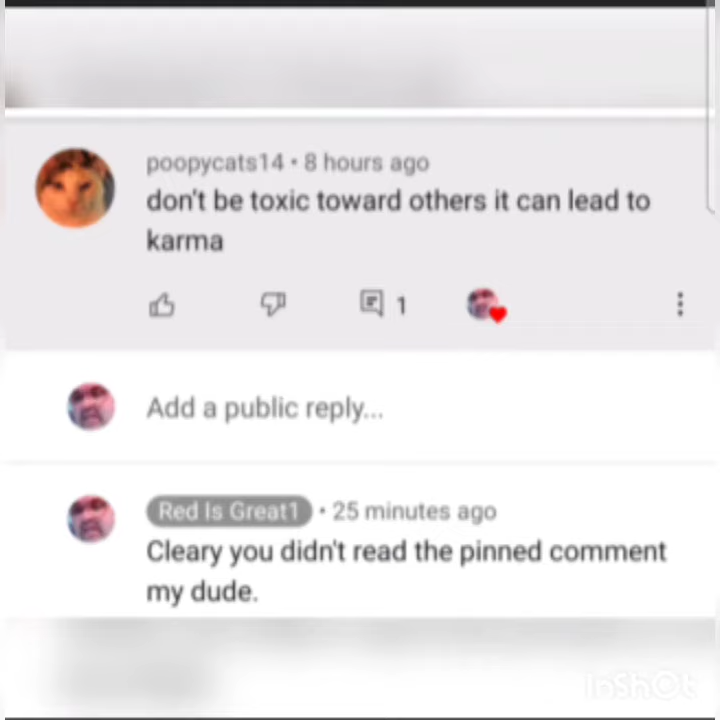 poopycats14 • 8 hours ago
don't be toxic toward others it can lead to
karma
1
Add a public reply...
Red Is Great1 • 25 minutes ago
Cleary you didn't read the pinned comment
my dude.
InShOt